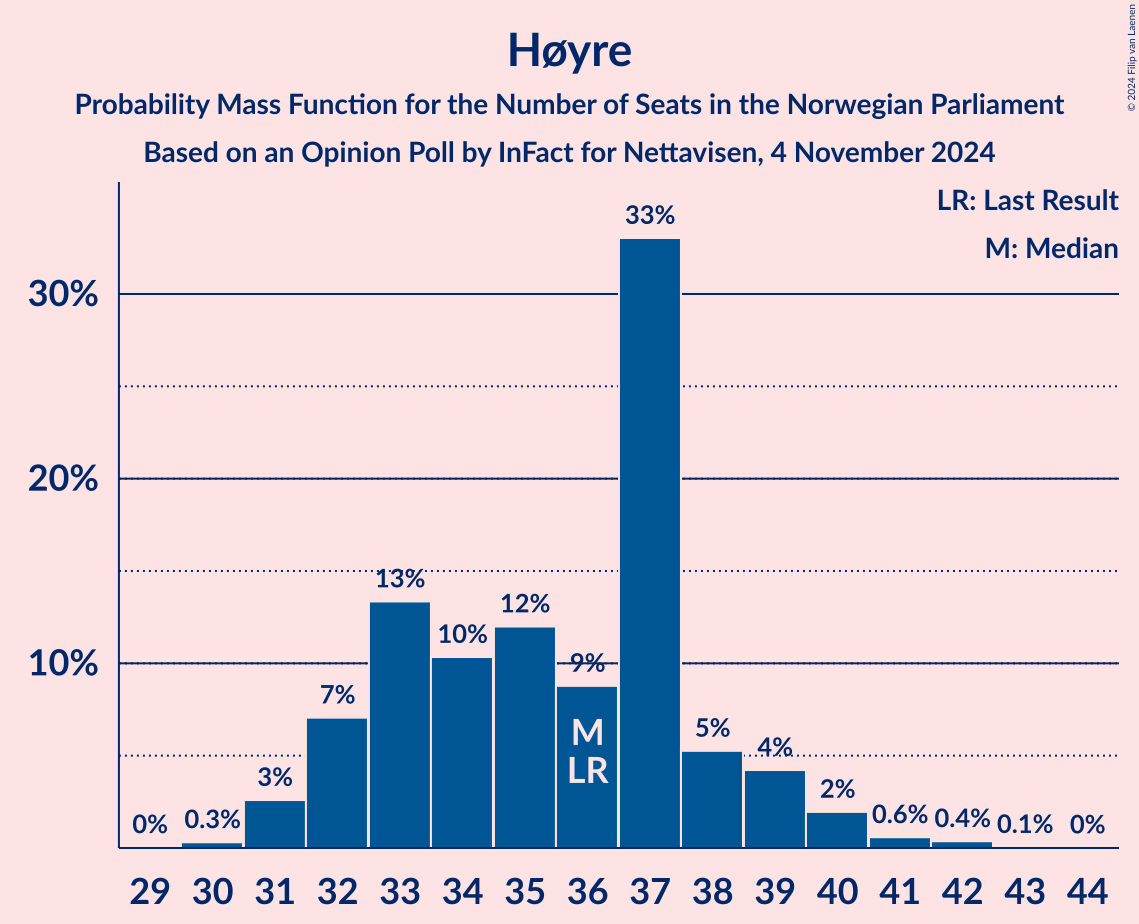 © 2024 Filip van Laenen
Høyre
Probability Mass Function for the Number of Seats in the Norwegian Parliament
Based on an Opinion Poll by InFact for Nettavisen, 4 November 2024
LR: Last Result
M: Median
30%
20%
10%
0% 0.3% 3% 7% 13% 10% 12% 9% 33% 5% 4% 2% 0.6% 0.4% 0.1% 0%
M
LR
29 30 31 32 33 34 35 36 37 38 39 40 41 42 43 44